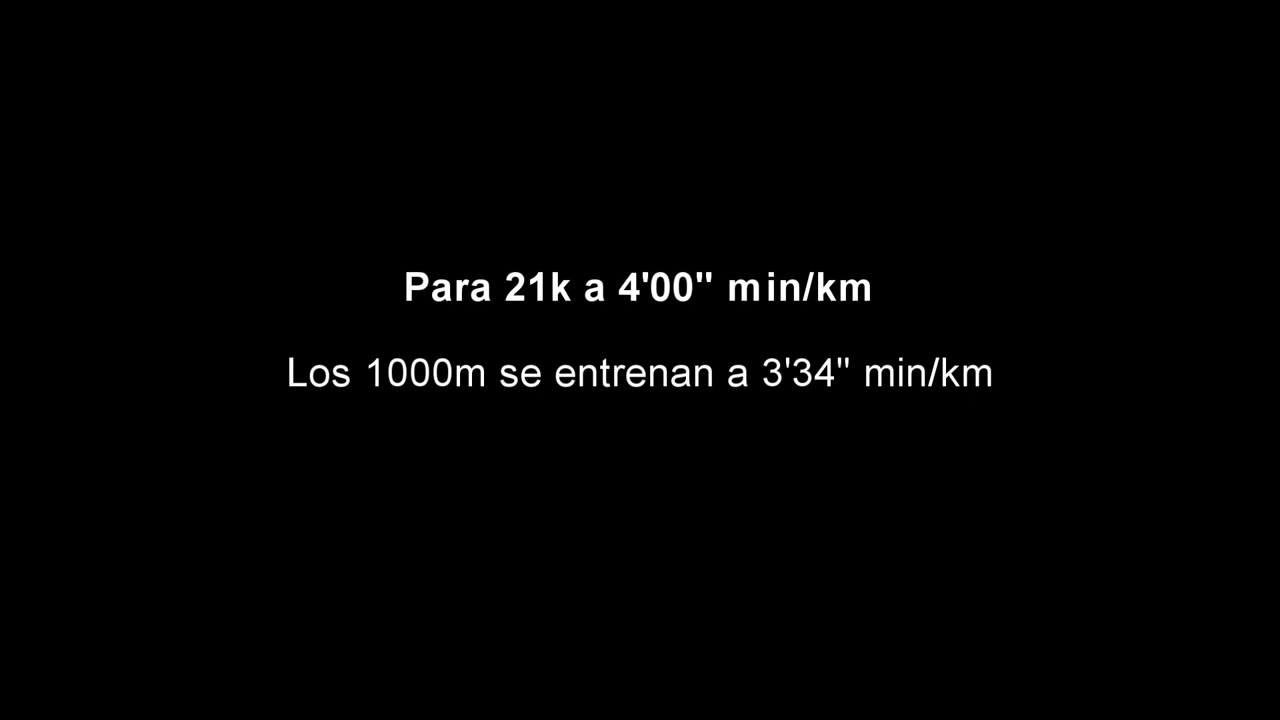 Para 21k a 4'00" min/km
Los 1000m se entrenan a 3'34" min/km